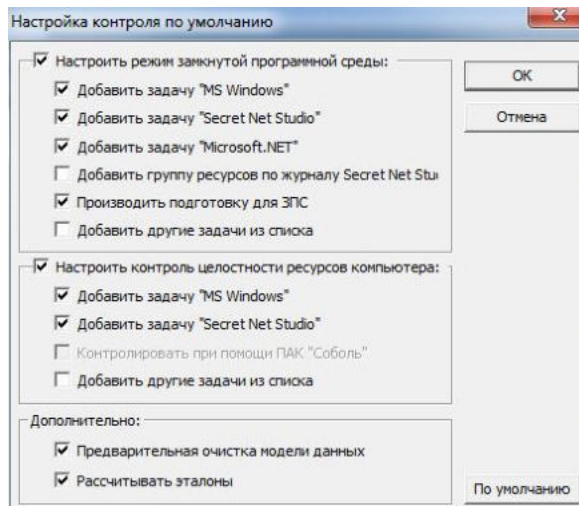 Настройка контроля по умолчанию
Настроить режим замкнутой программной среды:
Добавить задачу "MS Windows"
Добавить задачу "Secret Net Studio"
Добавить задачу "Microsoft.NET"
Добавить группу ресурсов по журналу Secret Net Stu
Производить подготовку для ЗПС
Добавить другие задачи из списка
Настроить контроль целостности ресурсов компьютера:
Добавить задачу "MS Windows"
Добавить задачу "Secret Net Studio"
Контролировать при помощи ПАК "Соболь"
Добавить другие задачи из списка
Дополнительно:
Предварительная очистка модели данных
Рассчитывать эталоны
OK
Отмена
По умолчанию